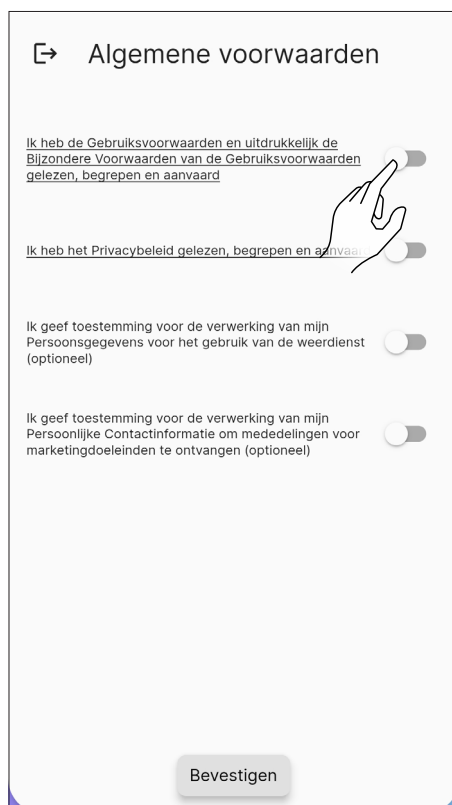 Algemene voorwaarden
Ik heb de Gebruiksvoorwaarden en uitdrukkelijk de
Bijzondere Voorwaarden van de Gebruiksvoorwaarden
gelezen, begrepen en aanvaard
Ik heb het Privacybeleid gelezen, begrepen en
Ik geef toestemming voor de verwerking van mijn
Persoonsgegevens voor het gebruik van de weerdienst
(optioneel)
Ik geef toestemming voor de verwerking van mijn
Persoonlijke Contactinformatie om mededelingen voor
marketingdoeleinden te ontvangen (optioneel)
Bevestigen